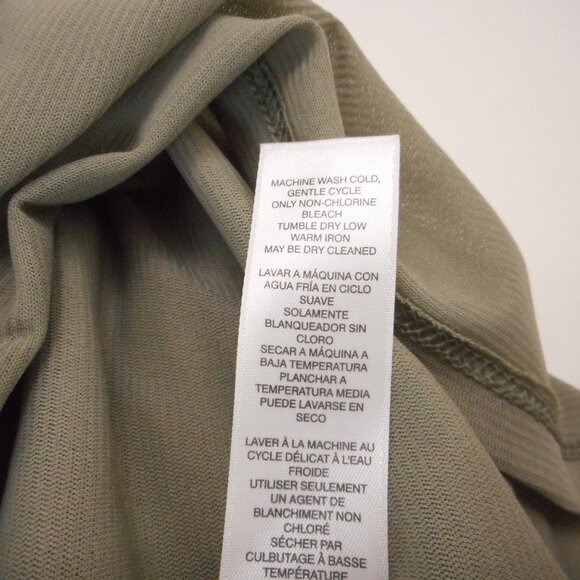 MACHINE WASH COLD,
GENTLE CYCLE
ONLY NON-CHLORINE
BLEACH
TUMBLE DRY LOW
WARM IRON
MAY BE DRY CLEANED
LAVAR A MÁQUINA CON
AGUA FRÍA EN CICLO
SUAVE
SOLAMENTE
BLANQUEADOR SIN
CLORO
SECAR A MÁQUINA A
BAJA TEMPERATURA
PLANCHAR A
TEMPERATURA MEDIA
PUEDE LAVARSE EN
SECO
LAVER À LA MACHINE AU
CYCLE DÉLICAT À L'EAU
FROIDE
UTILISER SEULEMENT
UN AGENT DE
BLANCHIMENT NON
CHLORÉ
SÉCHER PAR
CULBUTAGE À BASSE
TEMPÉRATURE